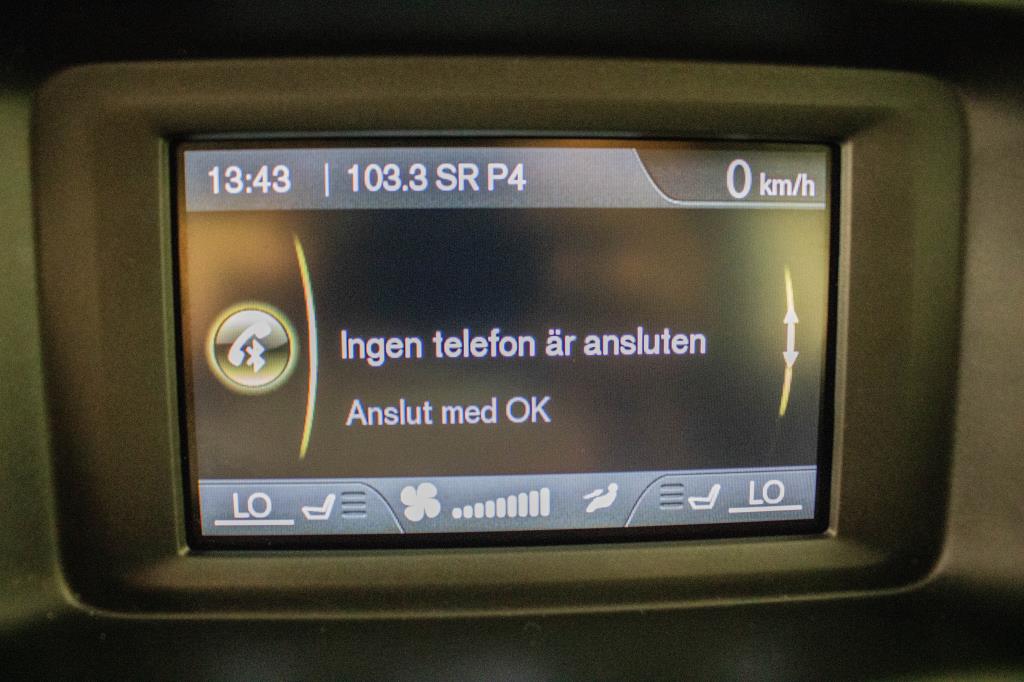 13:43 | 103.3 SR P4 0 km/h
Ingen telefon är ansluten
Anslut med OK
LO LO